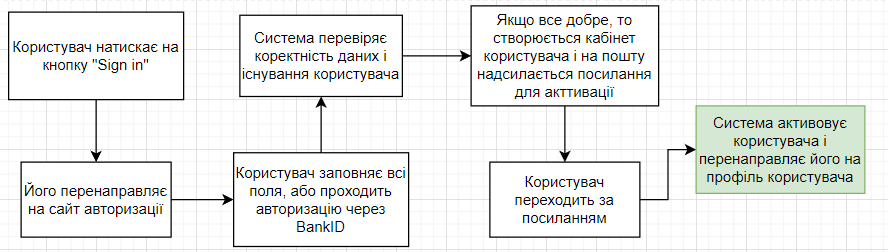 Користувач натискає на
кнопку "Sign in"
Його перенаправляє
на сайт авторизації
Користувач заповняє всі
поля, або проходить
авторизацію через
BankID
Система перевіряє
коректність даних і
існування користувача
Якщо все добре, то
створюється кабінет
користувача і на пошту
надсилається посилання
для акттивації
Користувач
переходить за
посиланням
Система активовує
користувача і
перенаправляє його на
профіль користувача